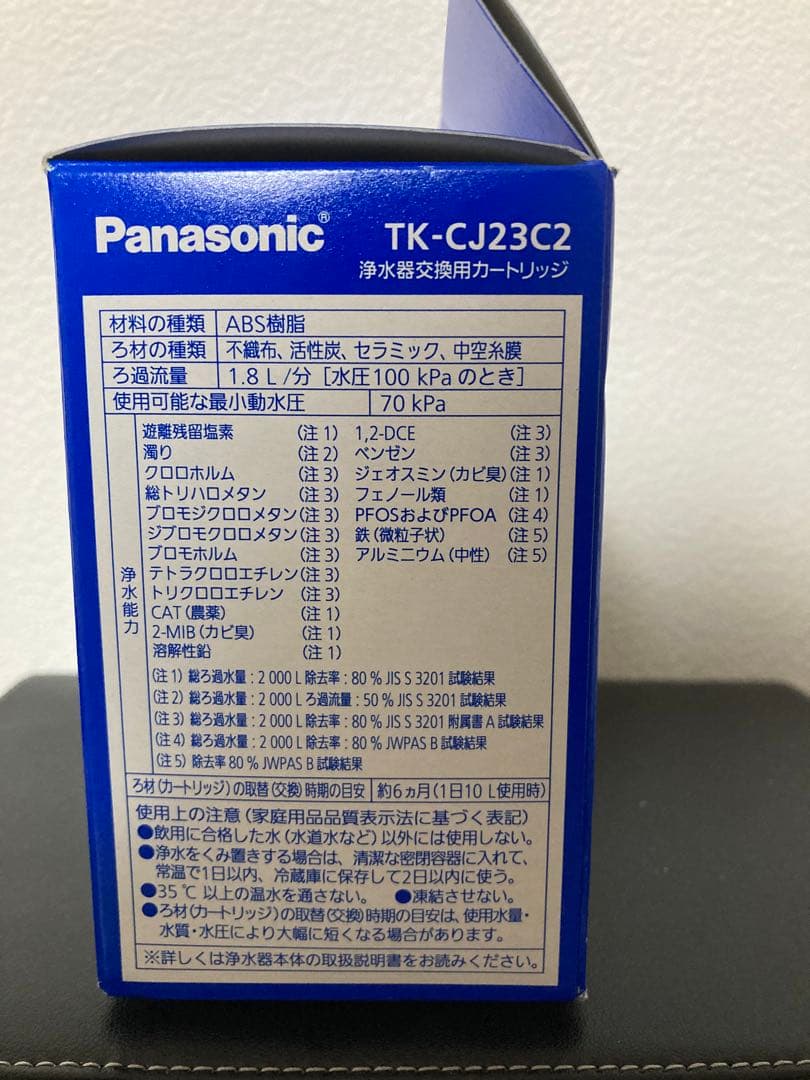 Panasonic® TK-CJ23C2
浄水器交換用カートリッジ
材料の種類 ABS樹脂
ろ材の種類 不織布、活性炭、セラミック、中空糸膜
ろ過流量 1.8 L /分 [水圧100 kPa のとき]
使用可能な最小動水圧 70 kPa
浄水能力
遊離残留塩素 (注 1) 1,2-DCE (注 3)
濁り (注 2) ベンゼン (注 3)
クロロホルム (注 3) ジェオスミン(カビ臭) (注 1)
総トリハロメタン (注 3) フェノール類 (注 1)
ブロモジクロロメタン (注 3) PFOSおよびPFOA (注 4)
ジブロモクロロメタン (注 3) 鉄(微粒子状) (注 5)
ブロモホルム (注 3) アルミニウム(中性) (注 5)
テトラクロロエチレン (注 3)
トリクロロエチレン (注 3)
CAT(農薬) (注 1)
2-MIB(カビ臭) (注 1)
溶解性鉛 (注 1)
(注 1) 総ろ過水量 : 2 000 L 除去率 : 80 % JIS S 3201 試験結果
(注 2) 総ろ過水量 : 2 000 L ろ過流量 : 50 % JIS S 3201 試験結果
(注 3) 総ろ過水量 : 2 000 L 除去率 : 80 % JIS S 3201 附属書 A 試験結果
(注 4) 総ろ過水量 : 2 000 L 除去率 : 80 % JWPAS B 試験結果
(注 5) 除去率 80 % JWPAS B 試験結果
ろ材(カートリッジ)の取替(交換)時期の目安 約6ヵ月(1日10 L使用時)
使用上の注意(家庭用品品質表示法に基づく表記)
●飲用に合格した水(水道水など)以外には使用しない。
●浄水をくみ置きする場合は、清潔な密閉容器に入れて、
常温で1日以内、冷蔵庫に保存して2日以内に使う。
●35℃以上の温水を通さない。 ●凍結させない。
●ろ材(カートリッジ)の取替(交換)時期の目安は、使用水量・
水質・水圧により大幅に短くなる場合があります。
※詳しくは浄水器本体の取扱説明書をお読みください。